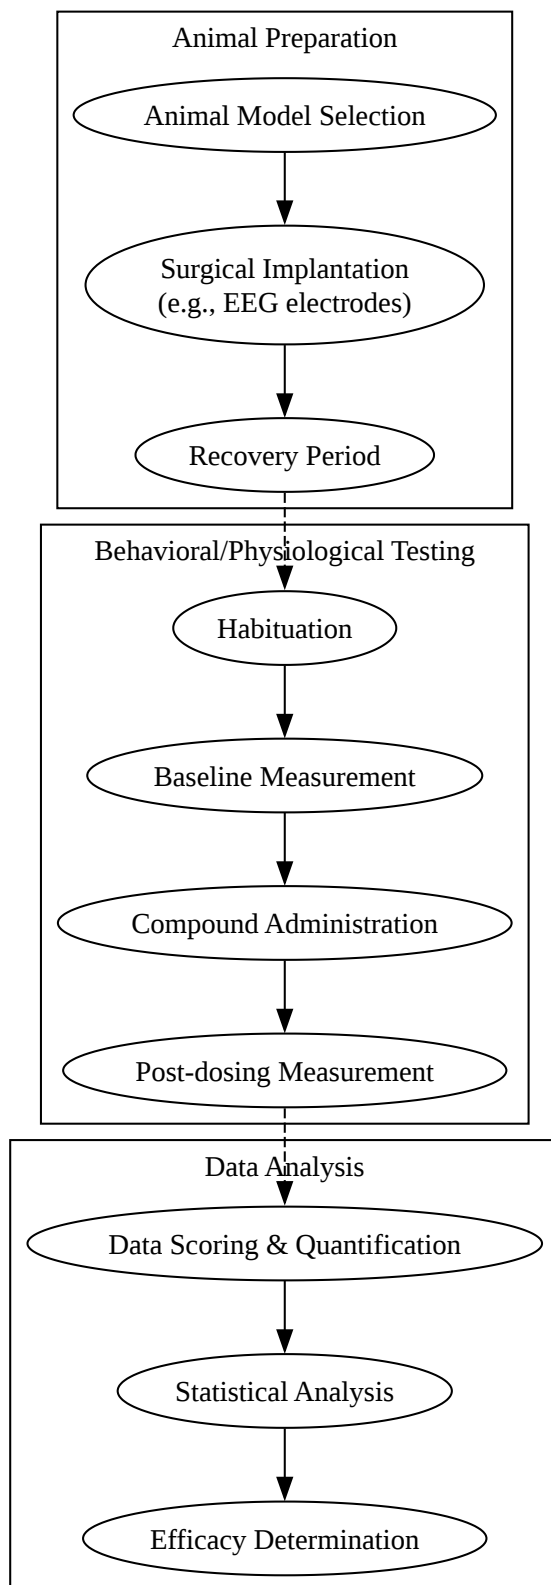 Animal Preparation
Animal Model Selection
Surgical Implantation
(e.g., EEG electrodes)
Recovery Period
Behavioral/Physiological Testing
Habituation
Baseline Measurement
Compound Administration
Post-dosing Measurement
Data Analysis
Data Scoring & Quantification
Statistical Analysis
Efficacy Determination